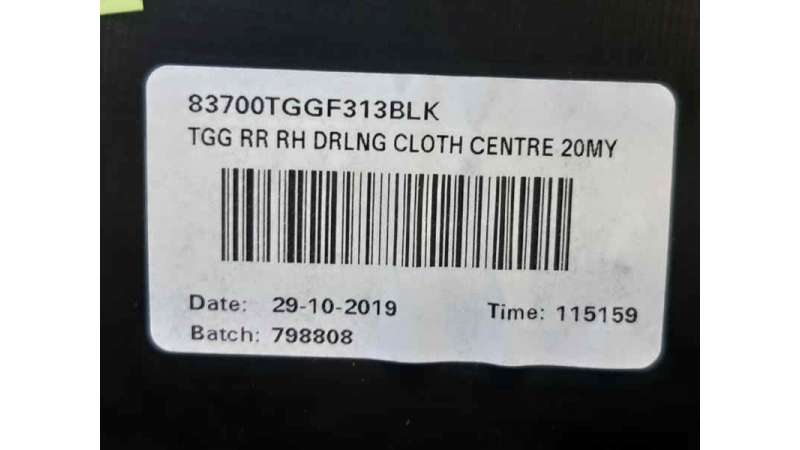 83700TGGF313BLK
TGG RR RH DRLNG CLOTH CENTRE 20MY
Date: 29-10-2019 Time: 115159
Batch: 798808